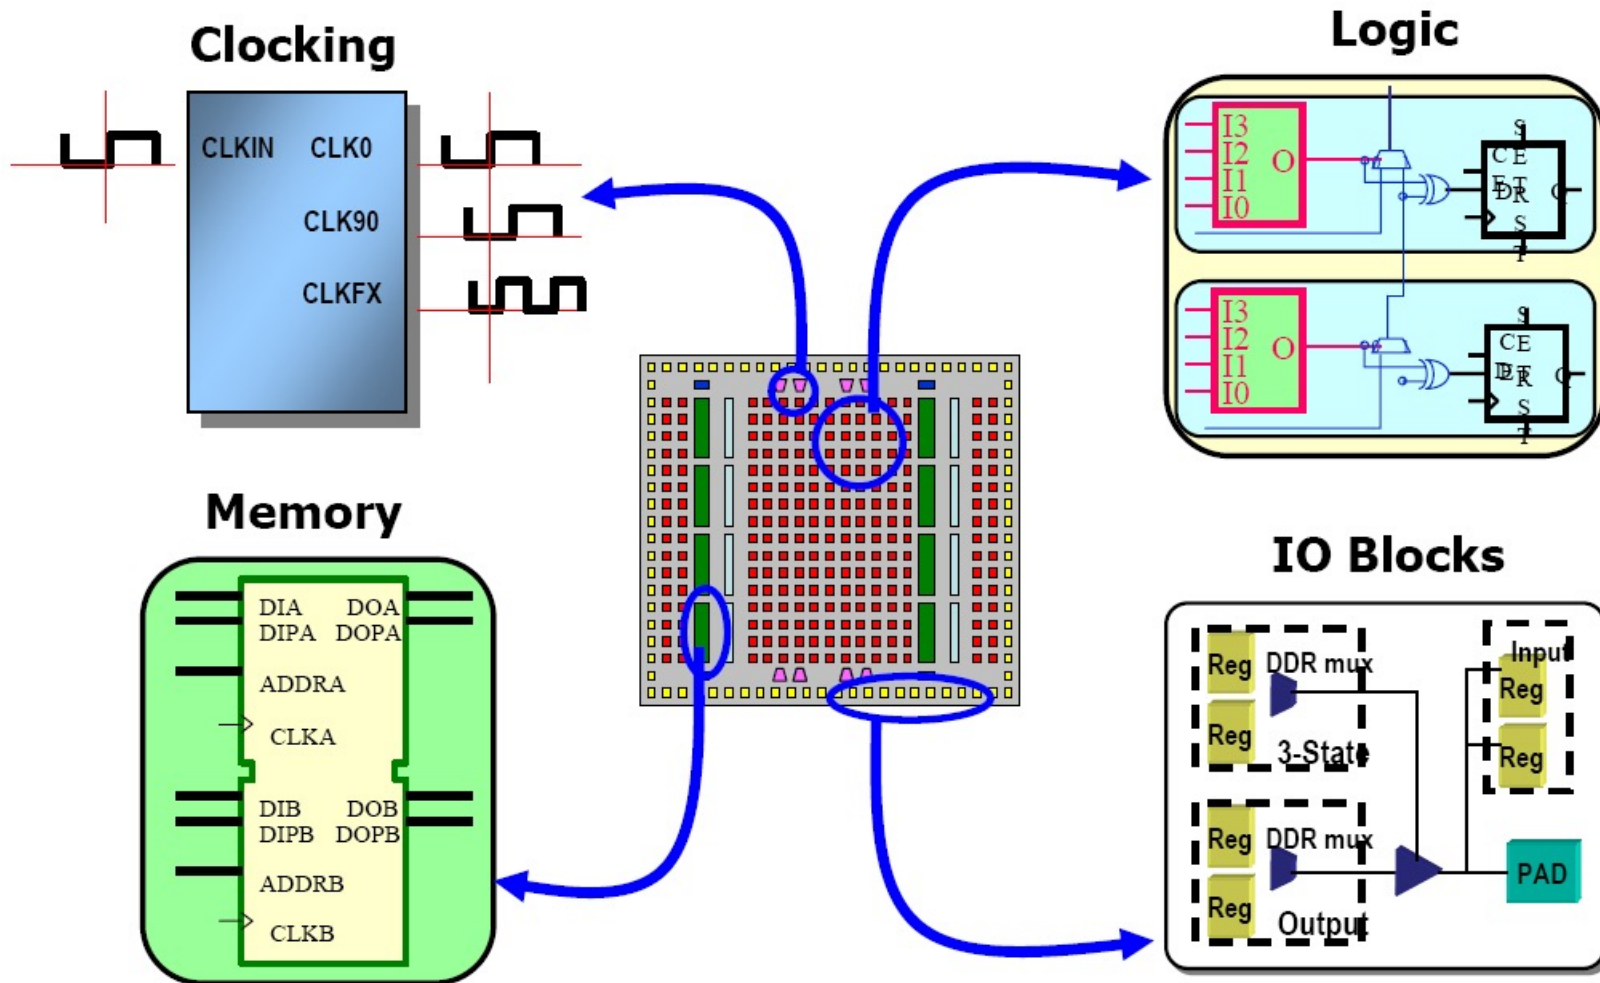 Clocking
CLKIN CLK0
CLK90
CLKFX
Logic
I3
I2
I1
I0
O
S
CE
D
Q
R
S
T
I3
I2
I1
I0
O
S
CE
D
Q
R
S
T
Memory
DIA DOA
DIPA DOPA
ADDRA
CLKA
DIB DOB
DIPB DOPB
ADDRB
CLKB
IO Blocks
Reg DDR mux
Reg
3-State
Input
Reg
Reg
Reg DDR mux
Reg
Output
PAD